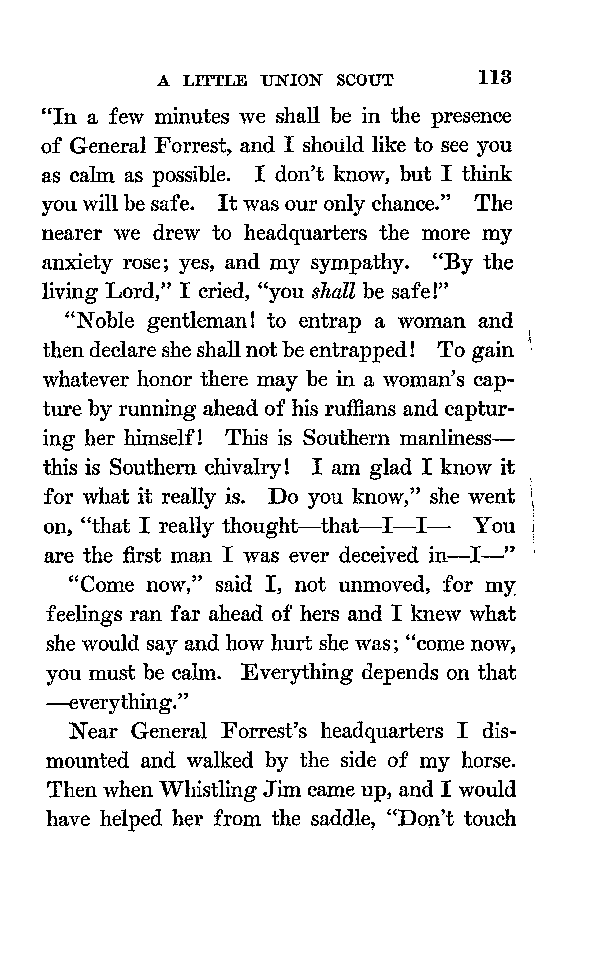 A LITTLE UNION SCOUT 113
“In a few minutes we shall be in the presence
of General Forrest, and I should like to see you
as calm as possible. I don’t know, but I think
you will be safe. It was our only chance.” The
nearer we drew to headquarters the more my
anxiety rose; yes, and my sympathy. “By the
living Lord,” I cried, “you shall be safe!”
“Noble gentleman! to entrap a woman and
then declare she shall not be entrapped! To gain
whatever honor there may be in a woman’s cap-
ture by running ahead of his ruffians and captur-
ing her himself! This is Southern manliness—
this is Southern chivalry! I am glad I know it
for what it really is. Do you know,” she went
on, “that I really thought—that—I—I— You
are the first man I was ever deceived in—I—”
“Come now,” said I, not unmoved, for my
feelings ran far ahead of hers and I knew what
she would say and how hurt she was; “come now,
you must be calm. Everything depends on that
—everything.”
Near General Forrest’s headquarters I dis-
mounted and walked by the side of my horse.
Then when Whistling Jim came up, and I would
have helped her from the saddle, “Don’t touch